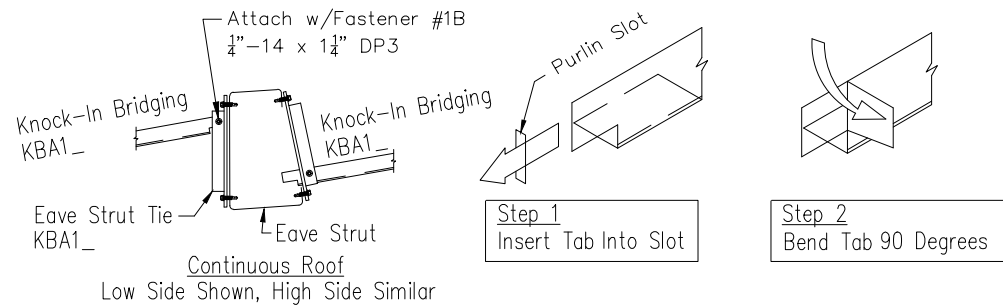 Attach w/Fastener #1B
1/4"-14 x 1 1/4" DP3
Knock-In Bridging
KBA1_
Knock-In Bridging
KBA1_
Eave Strut Tie
KBA1_
Eave Strut
Continuous Roof
Low Side Shown, High Side Similar
Purlin Slot
Step 1
Insert Tab Into Slot
Step 2
Bend Tab 90 Degrees